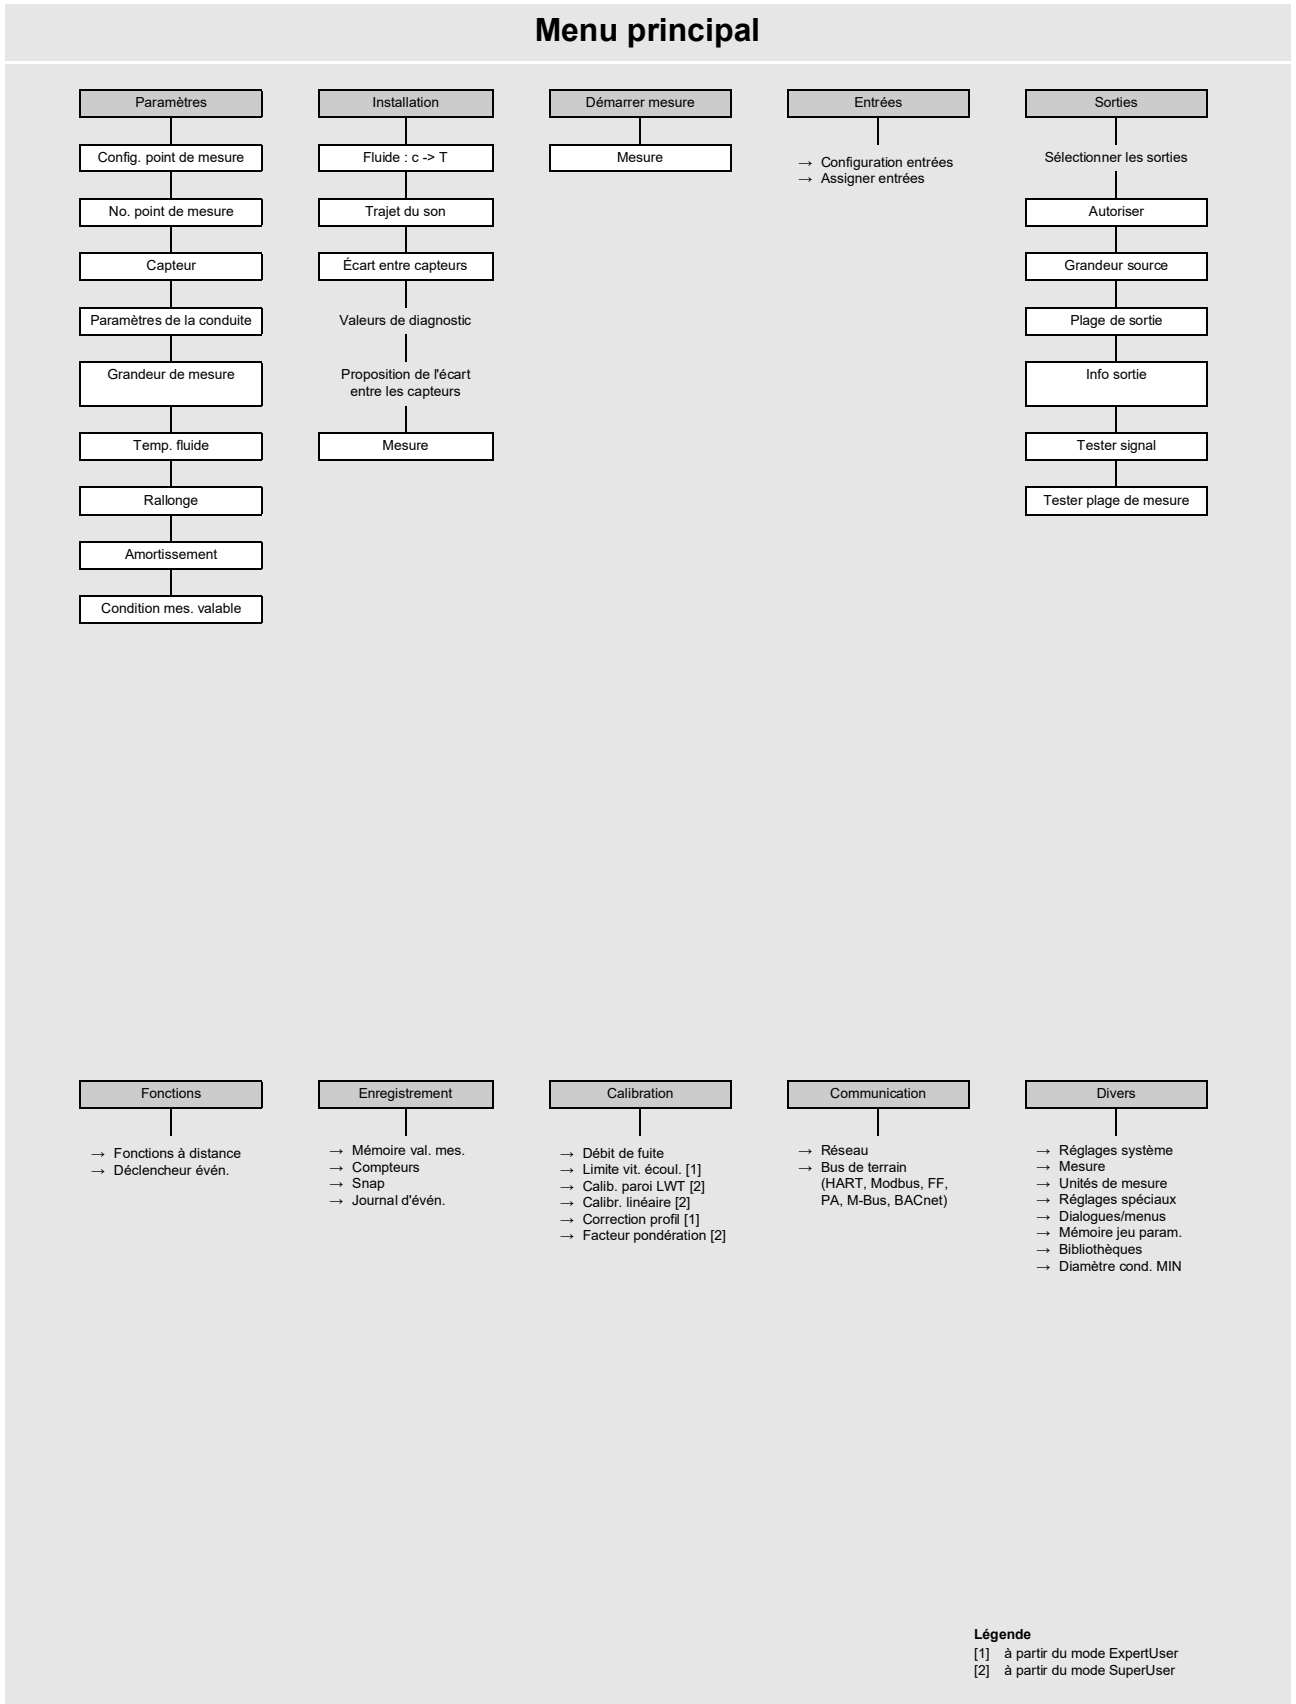 Menu principal
Paramètres
Config. point de mesure
No. point de mesure
Capteur
Paramètres de la conduite
Grandeur de mesure
Temp. fluide
Rallonge
Amortissement
Condition mes. valable
Installation
Fluide : c -> T
Trajet du son
Écart entre capteurs
Valeurs de diagnostic
Proposition de l'écart
entre les capteurs
Mesure
Démarrer mesure
Mesure
Entrées
→ Configuration entrées
→ Assigner entrées
Sorties
Sélectionner les sorties
Autoriser
Grandeur source
Plage de sortie
Info sortie
Tester signal
Tester plage de mesure
Fonctions
→ Fonctions à distance
→ Déclencheur évén.
Enregistrement
→ Mémoire val. mes.
→ Compteurs
→ Snap
→ Journal d'évén.
Calibration
→ Débit de fuite
→ Limite vit. écoul. [1]
→ Calib. paroi LWT [2]
→ Calibr. linéaire [2]
→ Correction profil [1]
→ Facteur pondération [2]
Communication
→ Réseau
→ Bus de terrain
(HART, Modbus, FF,
PA, M-Bus, BACnet)
Divers
→ Réglages système
→ Mesure
→ Unités de mesure
→ Réglages spéciaux
→ Dialogues/menus
→ Mémoire jeu param.
→ Bibliothèques
→ Diamètre cond. MIN
Légende
[1] à partir du mode ExpertUser
[2] à partir du mode SuperUser